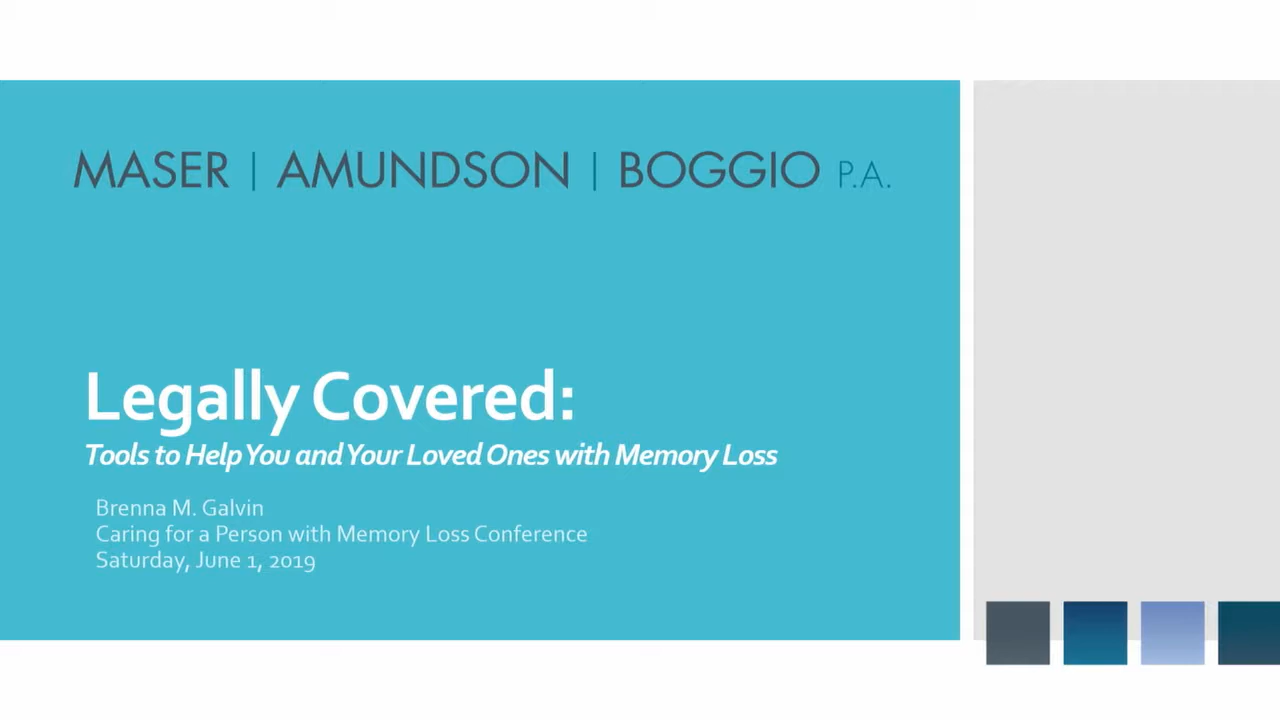 MASER | AMUNDSON | BOGGIO P.A.
Legally Covered:
Tools to Help You and Your Loved Ones with Memory Loss
Brenna M. Galvin
Caring for a Person with Memory Loss Conference
Saturday, June 1, 2019